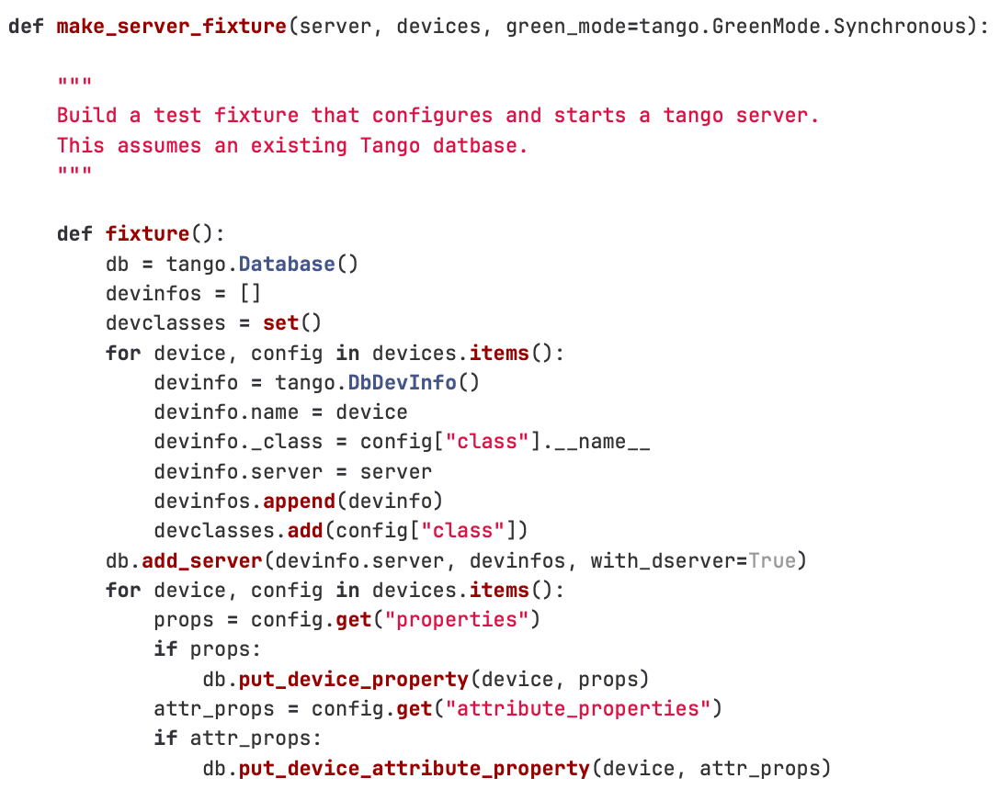 def make_server_fixture(server, devices, green_mode=tango.GreenMode.Synchronous):
    """
    Build a test fixture that configures and starts a tango server.
    This assumes an existing Tango datbase.
    """
    def fixture():
        db = tango.Database()
        devinfos = []
        devclasses = set()
        for device, config in devices.items():
            devinfo = tango.DbDevInfo()
            devinfo.name = device
            devinfo._class = config["class"].__name__
            devinfo.server = server
            devinfos.append(devinfo)
            devclasses.add(config["class"])
        db.add_server(devinfo.server, devinfos, with_dserver=True)
        for device, config in devices.items():
            props = config.get("properties")
            if props:
                db.put_device_property(device, props)
            attr_props = config.get("attribute_properties")
            if attr_props:
                db.put_device_attribute_property(device, attr_props)